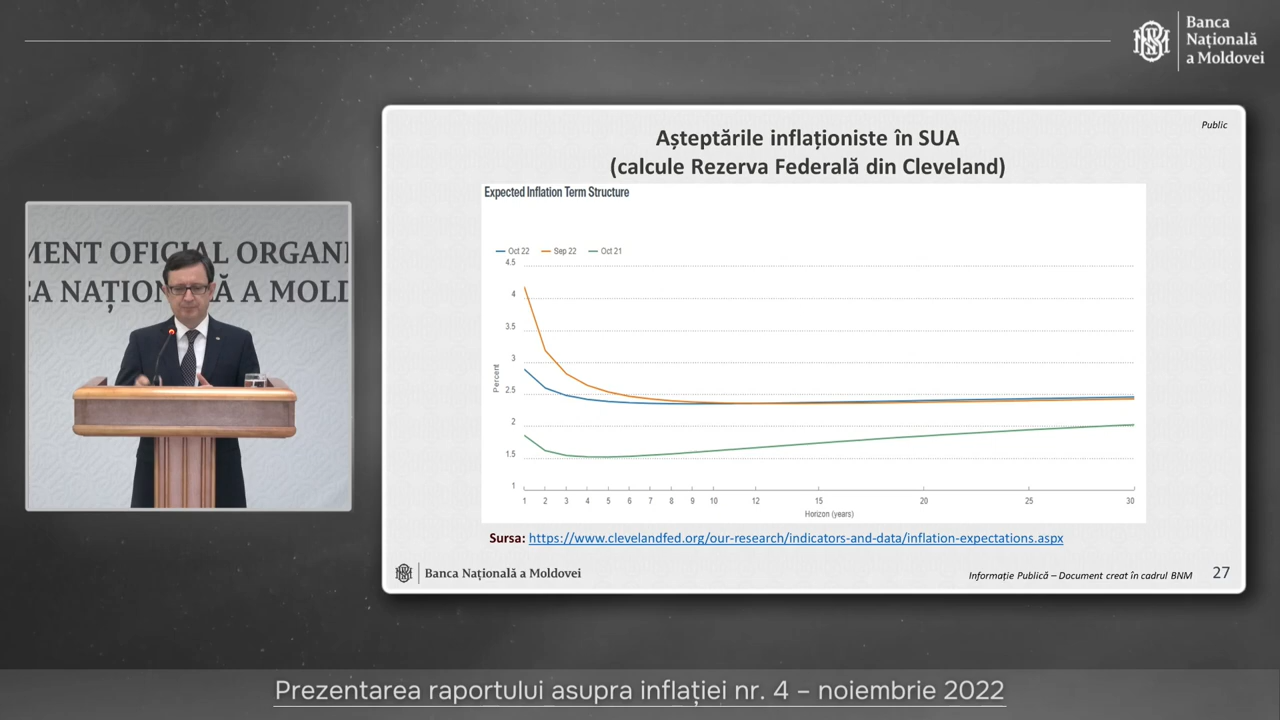 Banca
Națională
a Moldovei
Public
Așteptările inflaționiste în SUA
(calcule Rezerva Federală din Cleveland)
Expected Inflation Term Structure
Oct 22 Sep 22 Oct 21
4.5
4
3.5
3
2.5
2
1.5
1
Percent
1 2 3 4 5 6 7 8 9 10 12 15 20 25 30
Horizon (years)
Sursa: https://www.clevelandfed.org/our-research/indicators-and-data/inflation-expectations.aspx
Banca Națională a Moldovei
Informație Publică – Document creat în cadrul BNM 27
MENT OFICIAL ORGANI
A NAȚION Ă A MOLD
Prezentarea raportului asupra inflației nr. 4 – noiembrie 2022